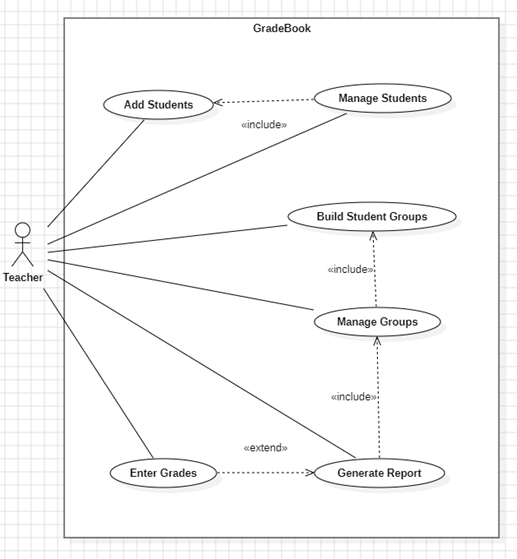 GradeBook
Add Students
Manage Students
«include»
Build Student Groups
Teacher
«include»
Manage Groups
«include»
«extend»
Enter Grades
Generate Report